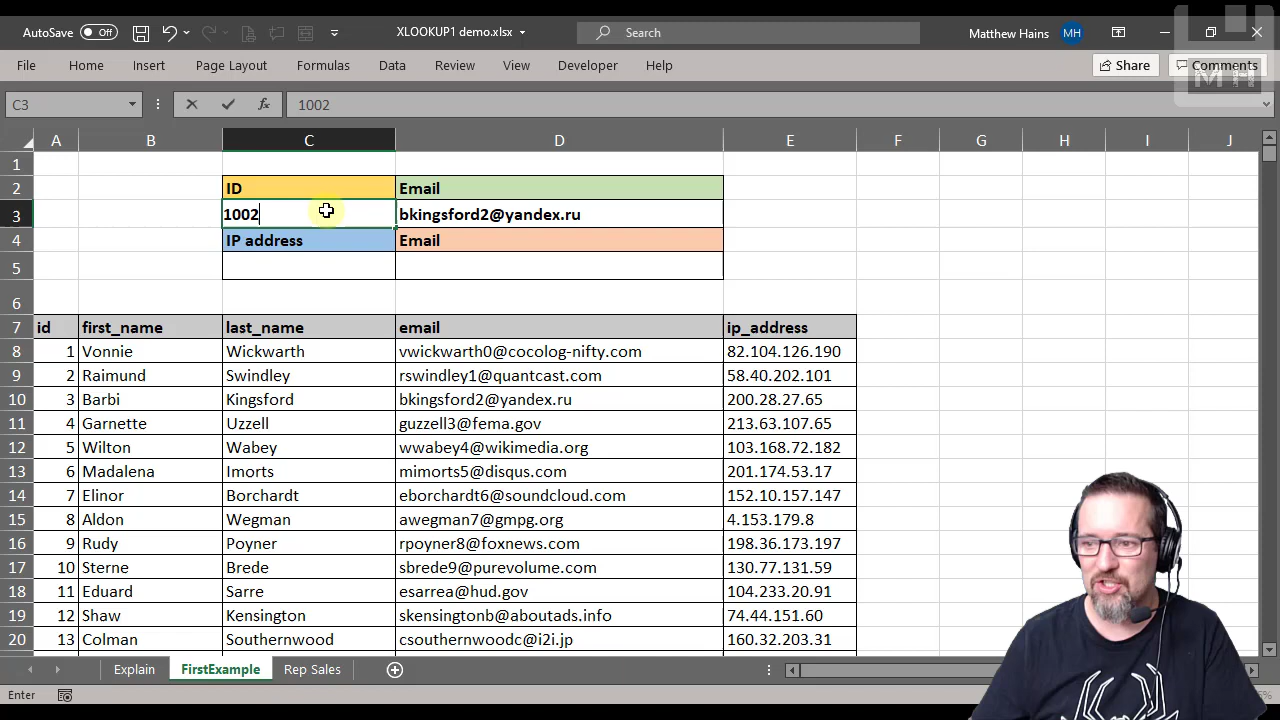 AutoSave Off XLOOKUP1 demo.xlsx Search Matthew Hains MH
File Home Insert Page Layout Formulas Data Review View Developer Help Share Comments
MH
C3 fx 1002
A B C D E F G H I J
1
2 ID Email
3 1002 bkingsford2@yandex.ru
4 IP address Email
5
6
7 id first_name last_name email ip_address
8 1 Vonnie Wickwarth vwickwarth0@cocolog-nifty.com 82.104.126.190
9 2 Raimund Swindley rswindley1@quantcast.com 58.40.202.101
10 3 Barbi Kingsford bkingsford2@yandex.ru 200.28.27.65
11 4 Garnette Uzzell guzzell3@fema.gov 213.63.107.65
12 5 Wilton Wabey wwabey4@wikimedia.org 103.168.72.182
13 6 Madalena Imorts mimorts5@disqus.com 201.174.53.17
14 7 Elinor Borchardt eborchardt6@soundcloud.com 152.10.157.147
15 8 Aldon Wegman awegman7@gmpg.org 4.153.179.8
16 9 Rudy Poyner rpoyner8@foxnews.com 198.36.173.197
17 10 Sterne Brede sbrede9@purevolume.com 130.77.131.59
18 11 Eduard Sarre esarrea@hud.gov 104.233.20.91
19 12 Shaw Kensington skensingtonb@aboutads.info 74.44.151.60
20 13 Colman Southernwood csouthernwoodc@i2i.jp 160.32.203.31
Explain FirstExample Rep Sales
Enter